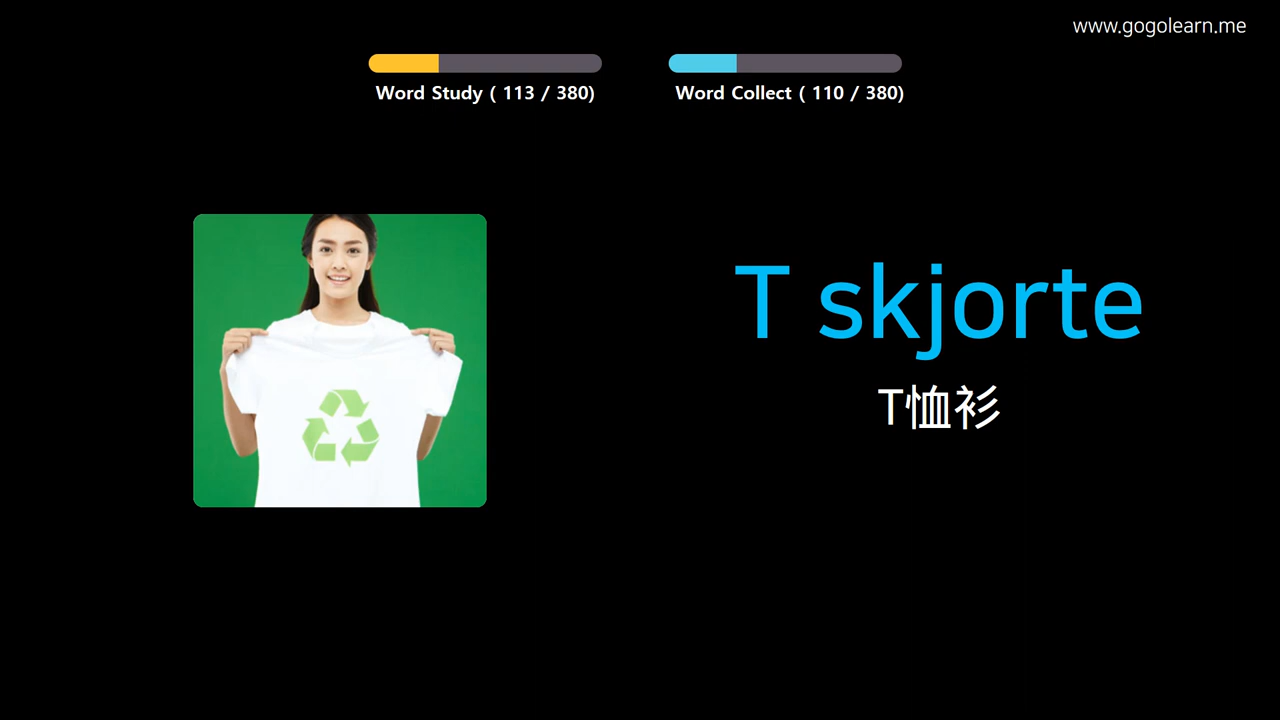 www.gogolearn.me
Word Study ( 113 / 380)
Word Collect ( 110 / 380)
T skjorte
T恤衫